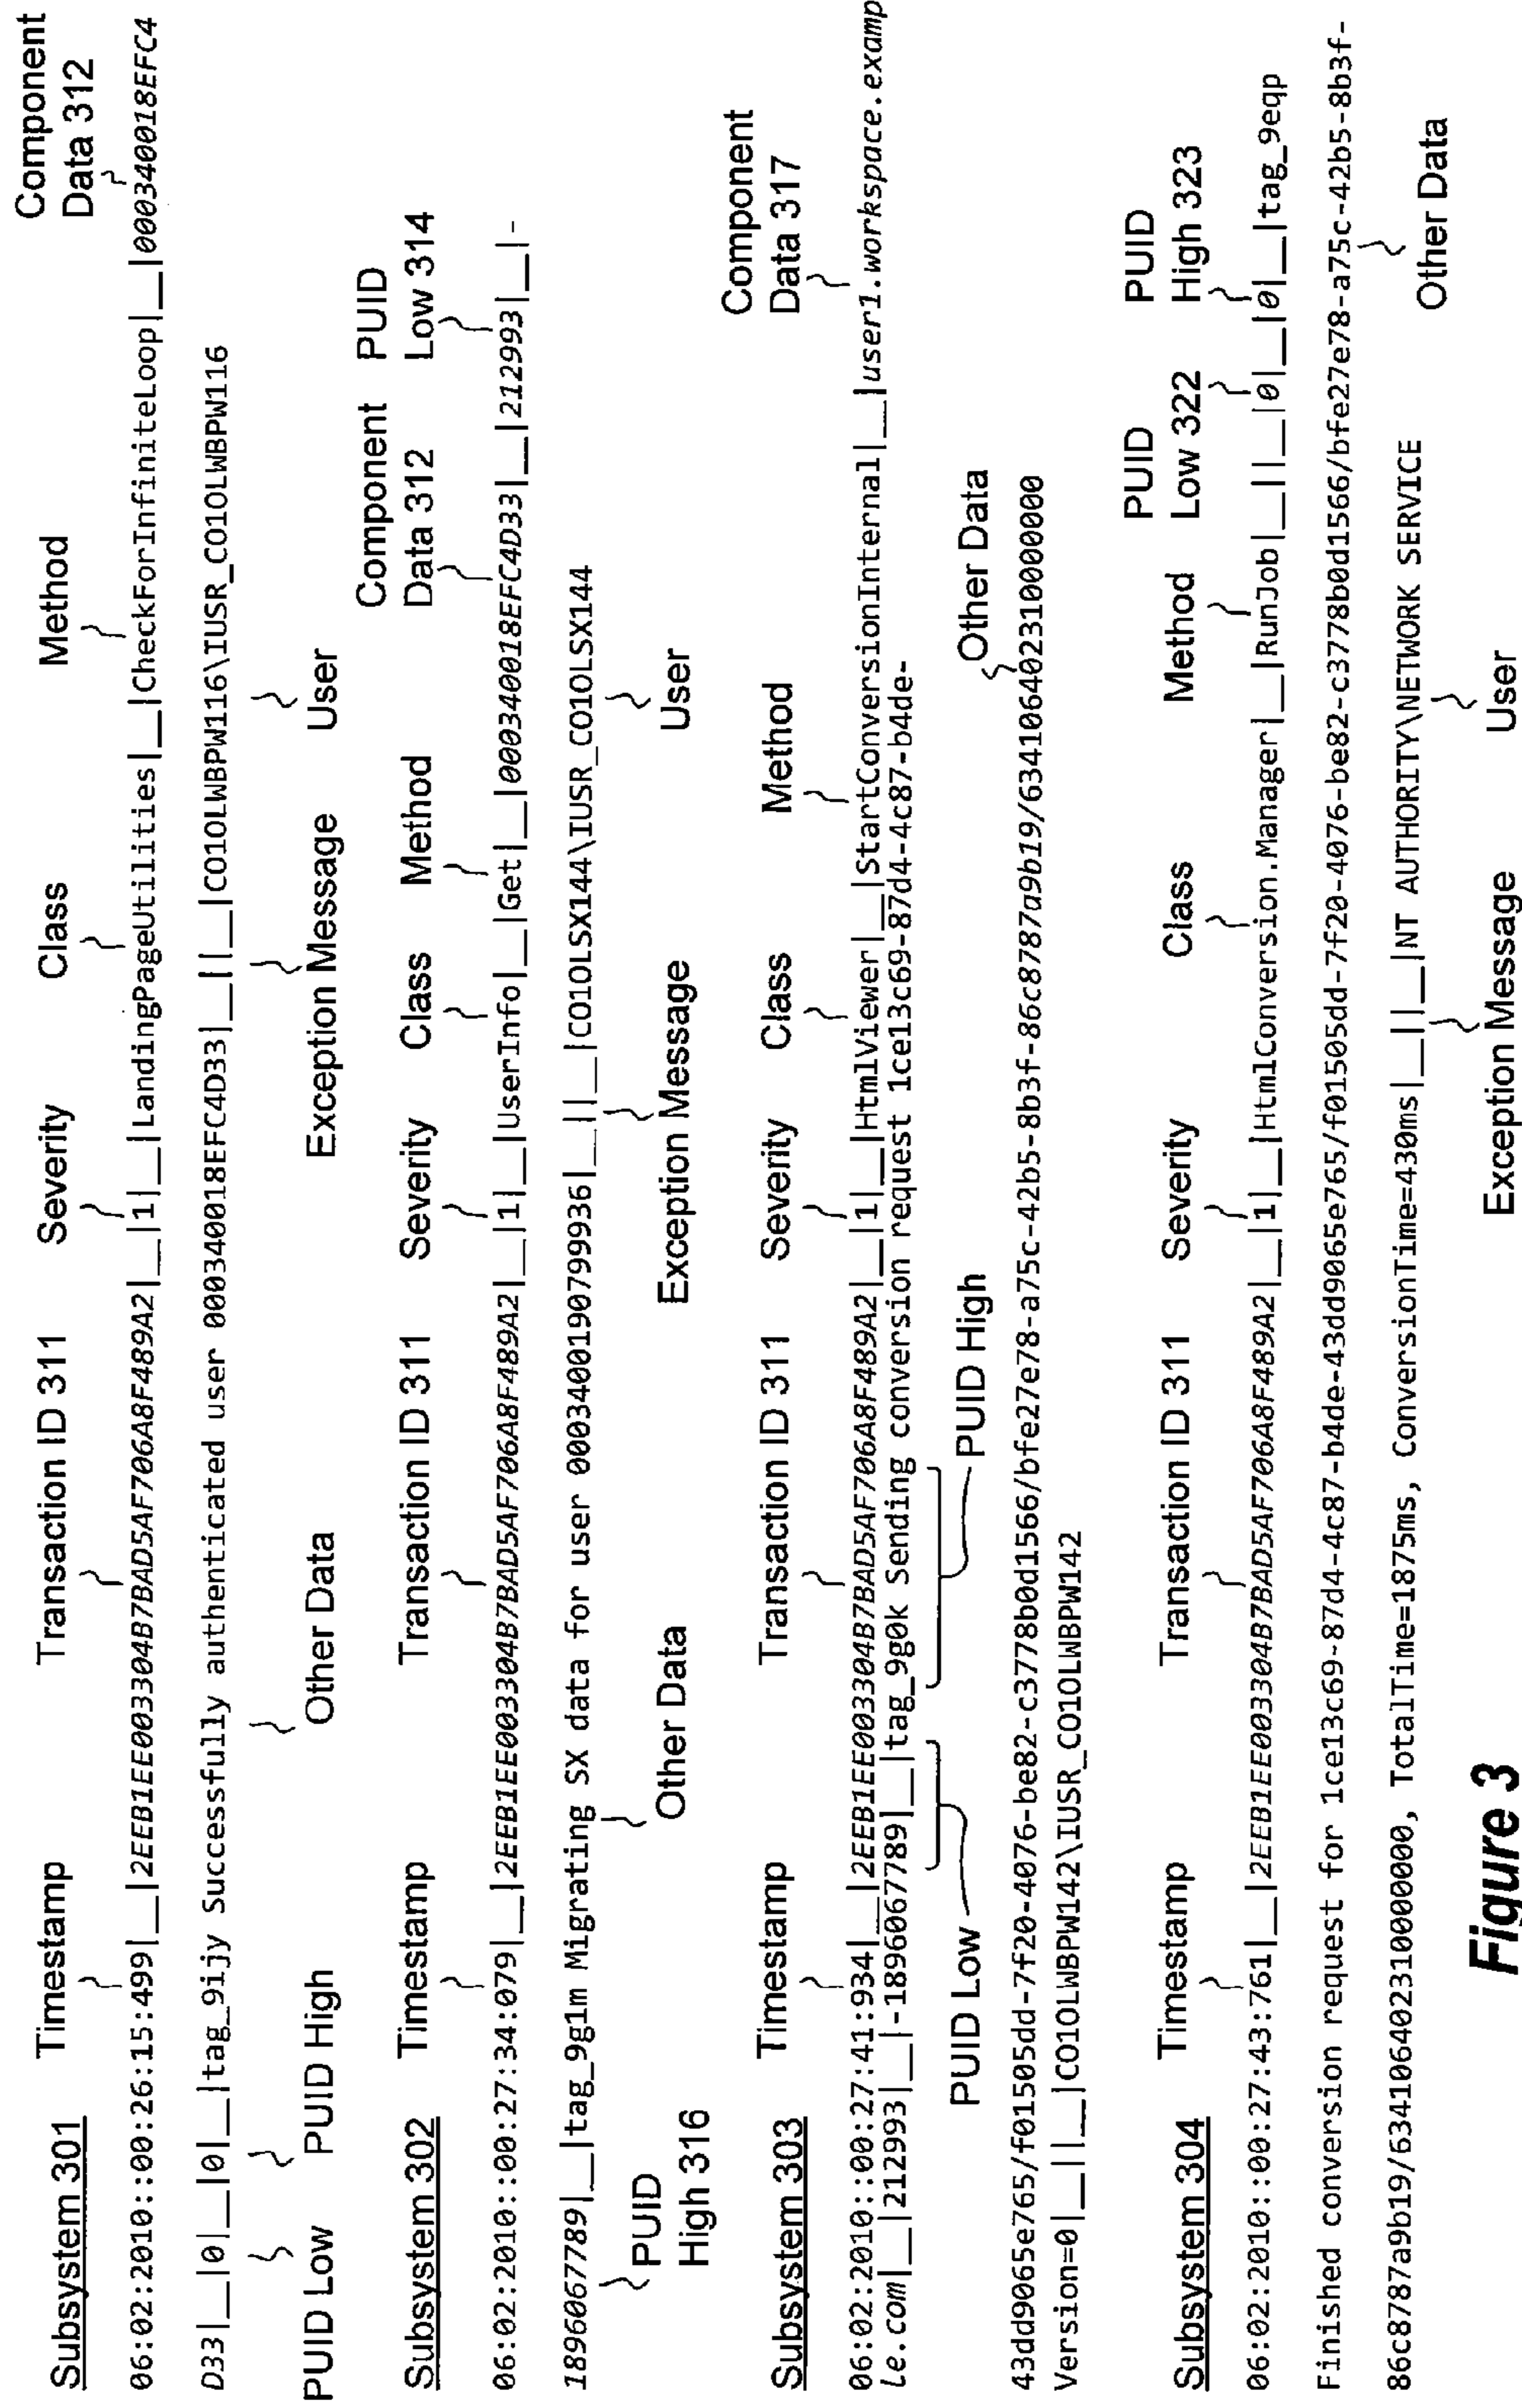 Subsystem 301
Timestamp
Transaction ID 311
Severity
Class
Method
Component
Data 312
06:02:2010::00:26:15:499|__|2EEB1EE003304B7BAD5AF706A8F489A2|__|1|__|LandingPageUtilities|__|CheckForInfiniteLoop|__|000340018EFC4
D33|__|0|__|0|__|tag_9ijy Successfully authenticated user 000340018EFC4D33|__||__|CO1OLWBPW116\IUSR_CO1OLWBPW116
PUID Low
PUID High
Other Data
Exception Message
User
Subsystem 302
Timestamp
Transaction ID 311
Severity
Class
Method
Component
Data 312
PUID
Low 314
06:02:2010::00:27:34:079|__|2EEB1EE003304B7BAD5AF706A8F489A2|__|1|__|UserInfo|__|Get|__|000340018EFC4D33|__|212993|__|-
1896067789|__|tag_9g1m Migrating SX data for user 0003400190799936|__||__|CO1OLSX144\IUSR_CO1OLSX144
PUID
High 316
Other Data
Exception Message
User
Subsystem 303
Timestamp
Transaction ID 311
Severity
Class
Method
Component
Data 317
06:02:2010::00:27:41:934|__|2EEB1EE003304B7BAD5AF706A8F489A2|__|1|__|HtmlViewer|__|StartConversionInternal|__|user1.workspace.examp
le.com|__|212993|__|-1896067789|__|tag_9g0k Sending conversion request 1ce13c69-87d4-4c87-b4de-
PUID Low
PUID High
Other Data
43dd9065e765/f01505dd-7f20-4076-be82-c3778b0d1566/bfe27e78-a75c-42b5-8b3f-86c8787a9b19/634106402310000000
Version=0|__||__|CO1OLWBPW142\IUSR_CO1OLWBPW142
Subsystem 304
Timestamp
Transaction ID 311
Severity
Class
Method
PUID
Low 322
PUID
High 323
06:02:2010::00:27:43:761|__|2EEB1EE003304B7BAD5AF706A8F489A2|__|1|__|HtmlConversion.Manager|__|RunJob|__||__|0|__|0|__|tag_9eqp
Finished conversion request for 1ce13c69-87d4-4c87-b4de-43dd9065e765/f01505dd-7f20-4076-be82-c3778b0d1566/bfe27e78-a75c-42b5-8b3f-
Other Data
86c8787a9b19/634106402310000000, TotalTime=1875ms, ConversionTime=430ms|__||__|NT AUTHORITY\NETWORK SERVICE
Exception Message
User
Figure 3